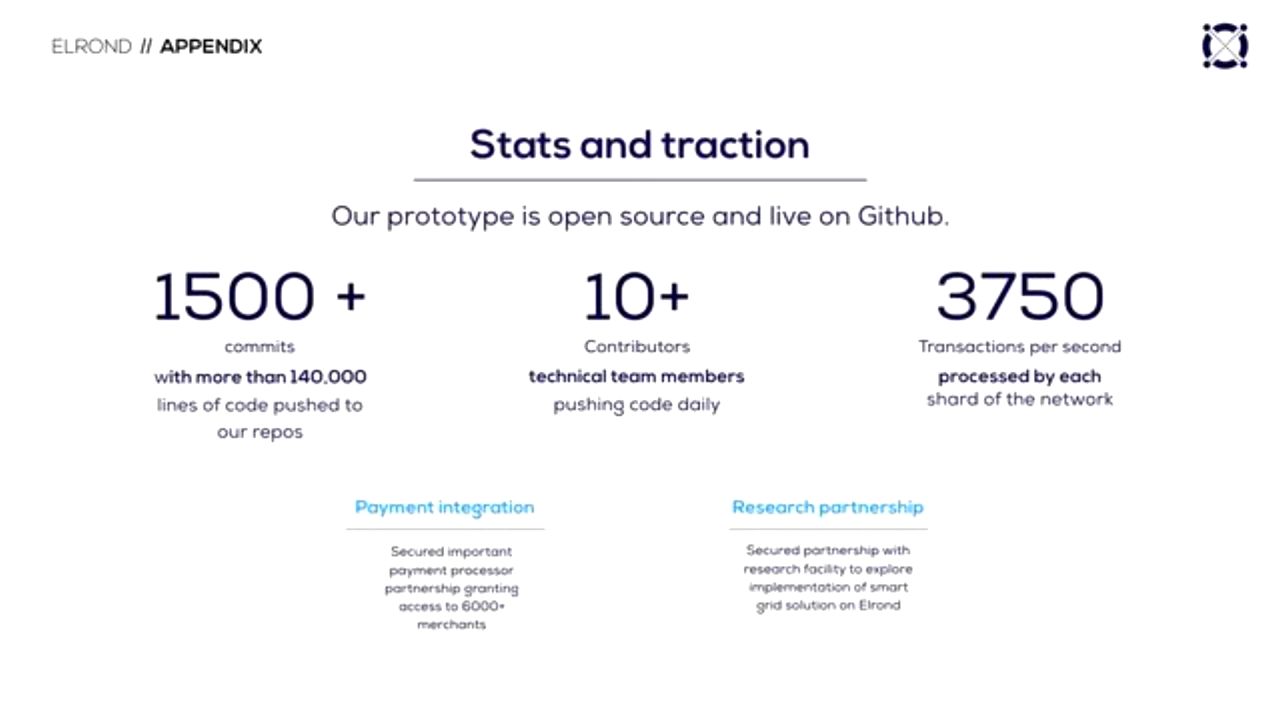 ELROND // APPENDIX
Stats and traction
Our prototype is open source and live on Github.
1500 +
commits
with more than 140,000
lines of code pushed to
our repos
10+
Contributors
technical team members
pushing code daily
3750
Transactions per second
processed by each
shard of the network
Payment integration
Secured important
payment processor
partnership granting
access to 6000+
merchants
Research partnership
Secured partnership with
research facility to explore
implementation of smart
grid solution on Elrond